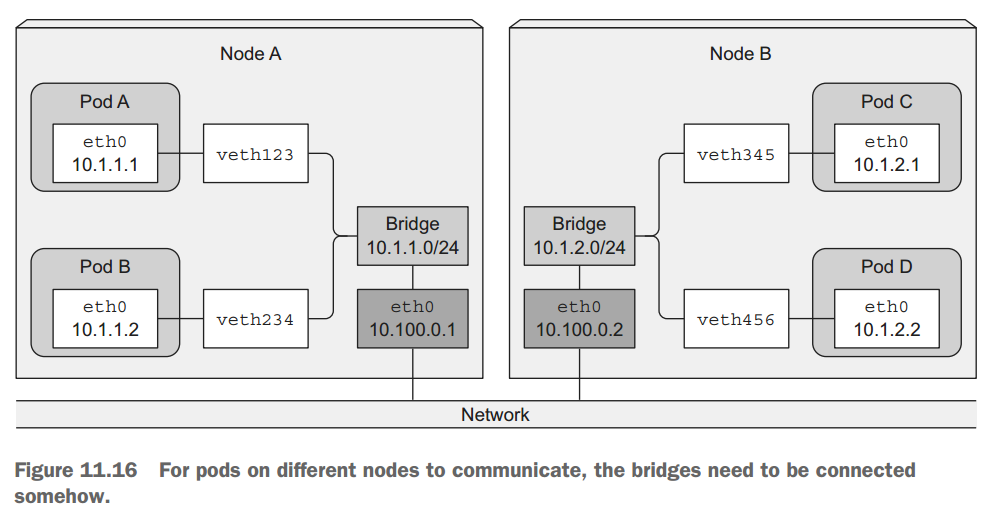 Node A
Pod A
eth0
10.1.1.1
veth123
Bridge
10.1.1.0/24
Pod B
eth0
10.1.1.2
veth234
eth0
10.100.0.1
Node B
Pod C
eth0
10.1.2.1
veth345
Bridge
10.1.2.0/24
Pod D
eth0
10.1.2.2
veth456
eth0
10.100.0.2
Network
Figure 11.16 For pods on different nodes to communicate, the bridges need to be connected
somehow.